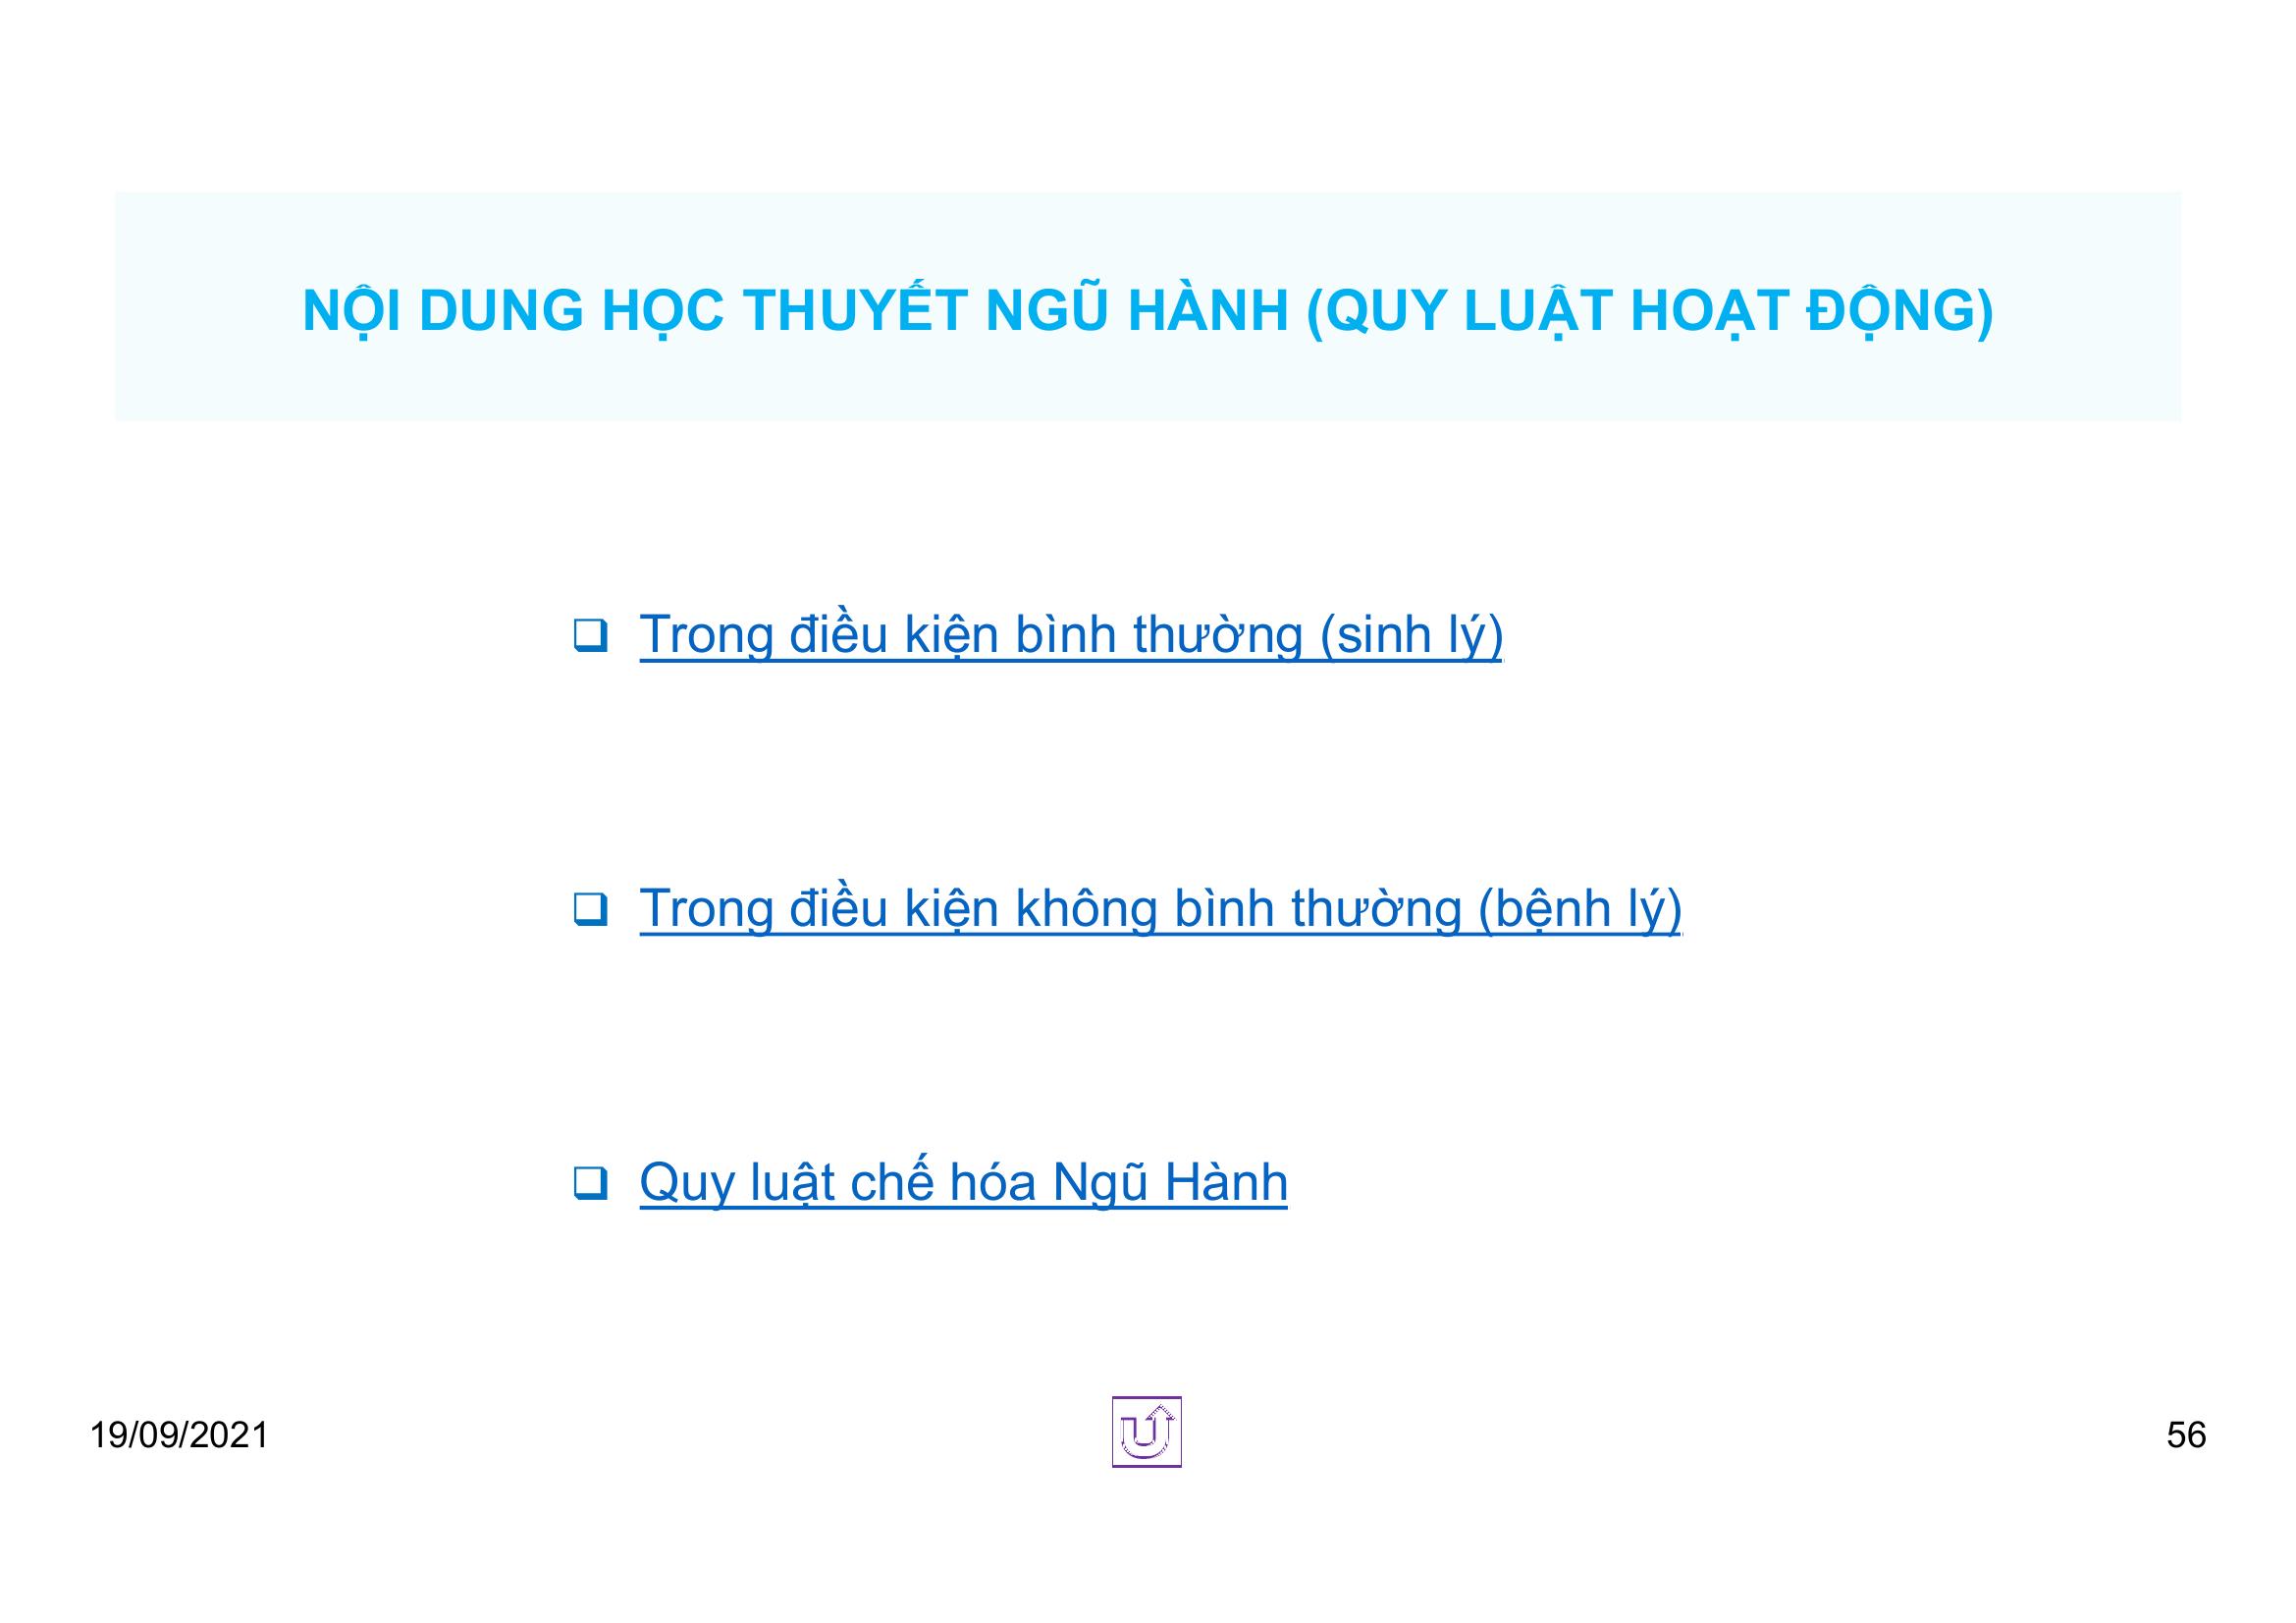 NỘI DUNG HỌC THUYẾT NGŨ HÀNH (QUY LUẬT HOẠT ĐỘNG)
❑ Trong điều kiện bình thường (sinh lý)
❑ Trong điều kiện không bình thường (bệnh lý)
❑ Quy luật chế hóa Ngũ Hành
19/09/2021
56